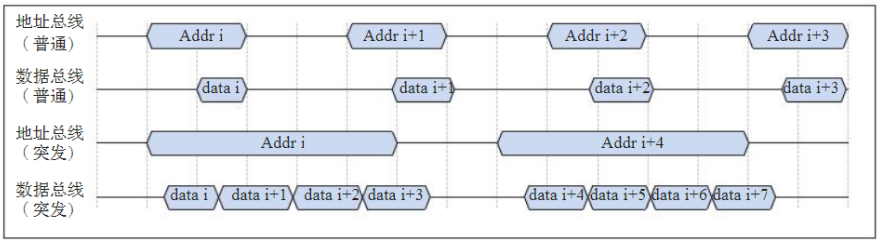 地址总线
（普通）
Addr i
Addr i+1
Addr i+2
Addr i+3
数据总线
（普通）
data i
data i+1
data i+2
data i+3
地址总线
（突发）
Addr i
Addr i+4
数据总线
（突发）
data i
data i+1
data i+2
data i+3
data i+4
data i+5
data i+6
data i+7